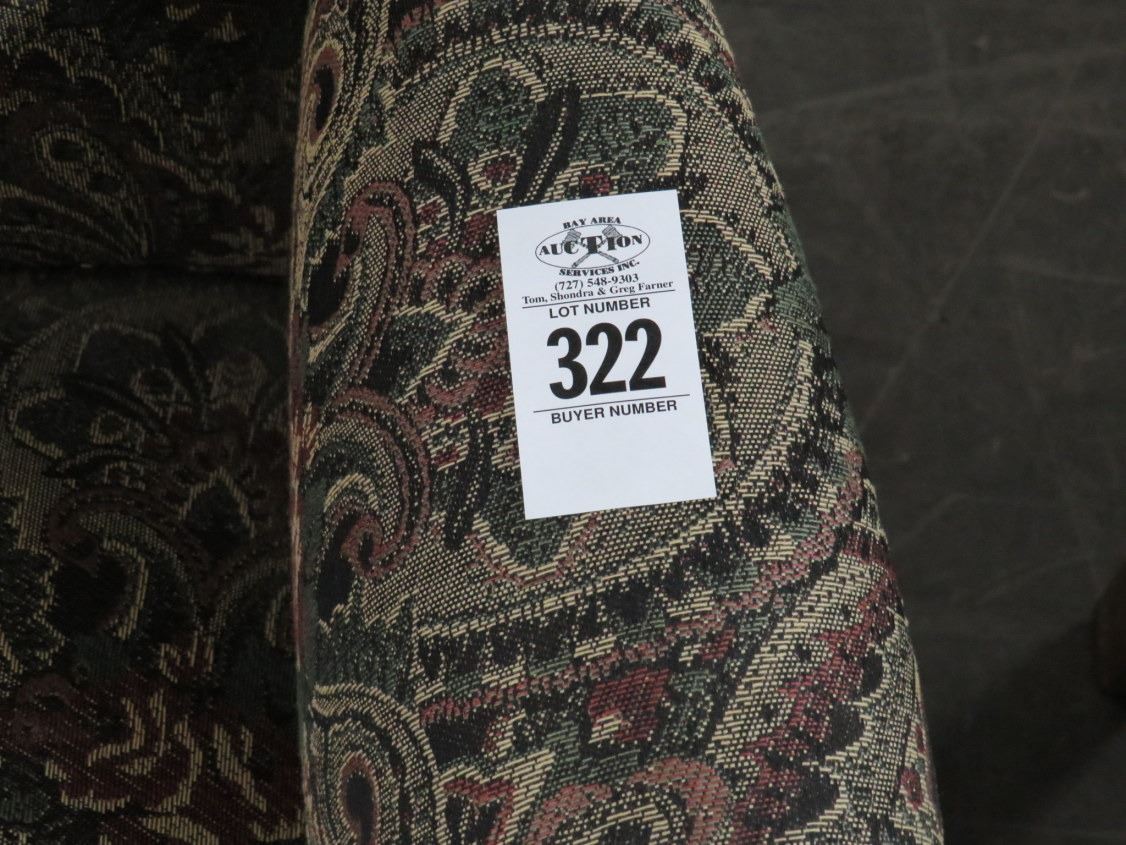 BAY AREA
AUCTION
SERVICES INC.
(727) 548-9303
Tom, Shondra & Greg Farner
LOT NUMBER
322
BUYER NUMBER